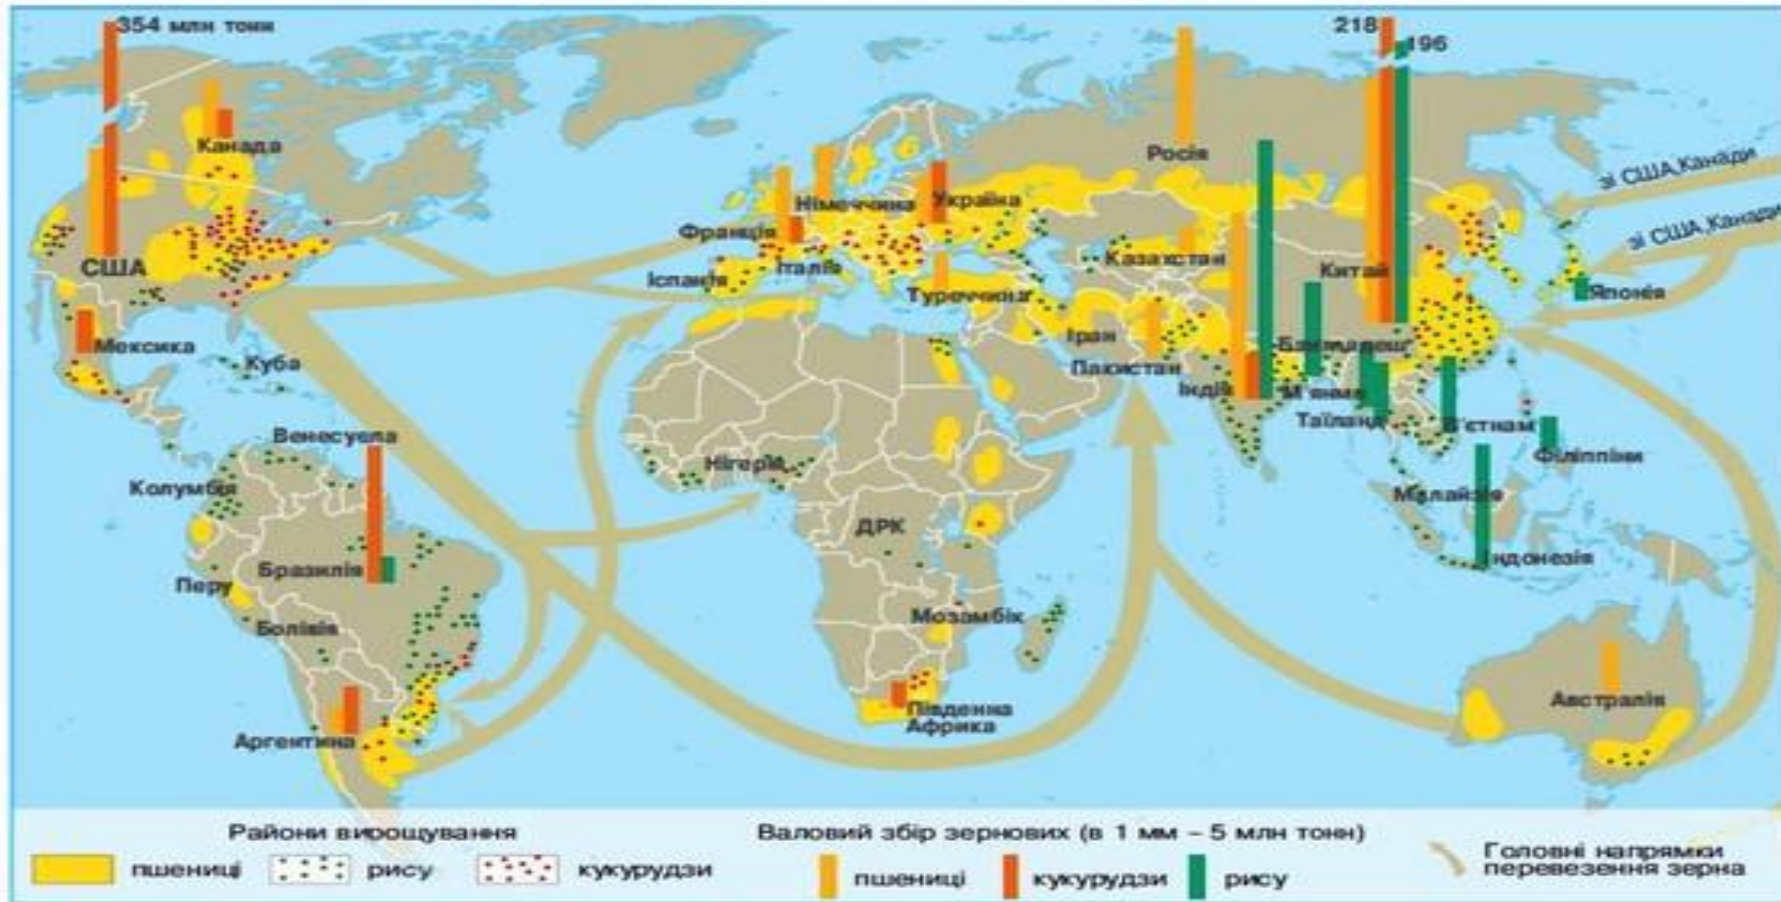 354 млн тонн
218
196
Канада
Росія
зі США,Канади
зі США,Канади
Німеччина
Україна
Франція
США
Італія
Казахстан
Китай
Іспанія
Туреччина
Японія
Мексика
Іран
Бангладеш
Куба
Пакистан
Індія
М'янма
Таїланд
В'єтнам
Філіппіни
Венесуела
Нігерія
Колумбія
Малайзія
ДРК
Бразилія
Індонезія
Перу
Мозамбік
Болівія
Австралія
Південна
Африка
Аргентина
Райони вирощування
пшениці
рису
кукурудзи
Валовий збір зернових (в 1 мм – 5 млн тонн)
пшениці
кукурудзи
рису
Головні напрямки
перевезення зерна